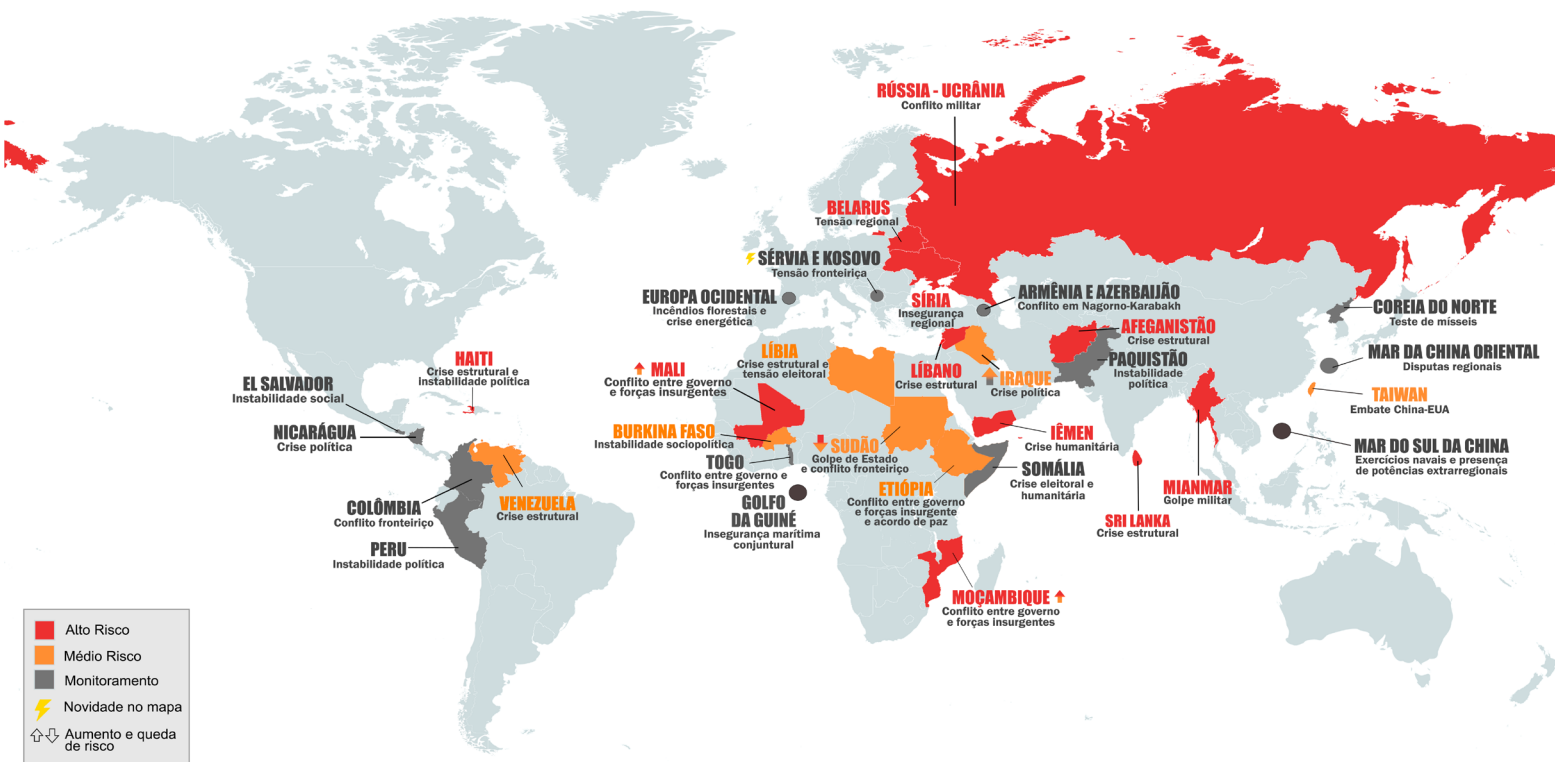 RÚSSIA - UCRÂNIA
Conflito militar
BELARUS
Tensão regional
SÉRVIA E KOSOVO
Tensão fronteiriça
EUROPA OCIDENTAL
Incêndios florestais e
crise energética
SÍRIA
Insegurança
regional
ARMÊNIA E AZERBAIJÃO
Conflito em Nagorno-Karabakh
COREIA DO NORTE
Teste de mísseis
AFEGANISTÃO
Crise estrutural
PAQUISTÃO
Instabilidade
política
MAR DA CHINA ORIENTAL
Disputas regionais
HAITI
Crise estrutural e
Instabilidade política
MALI
Conflito entre governo
e forças insurgentes
LÍBIA
Crise estrutural e
tensão eleitoral
LÍBANO
Crise estrutural
IRAQUE
Crise política
TAIWAN
Embate China-EUA
EL SALVADOR
Instabilidade social
NICARÁGUA
Crise política
BURKINA FASO
Instabilidade sociopolítica
TOGO
Conflito entre governo e
forças insurgentes
SUDÃO
Golpe de Estado
e conflito fronteiriço
IÊMEN
Crise humanitária
SOMÁLIA
Crise eleitoral e
humanitária
MAR DO SUL DA CHINA
Exercícios navais e presença
de potências extrarregionais
COLÔMBIA
Conflito fronteiriço
VENEZUELA
Crise estrutural
GOLFO
DA GUINÉ
Insegurança marítima
conjuntural
ETIÓPIA
Conflito entre governo
e forças insurgente
e acordo de paz
MIANMAR
Golpe militar
SRI LANKA
Crise estrutural
PERU
Instabilidade política
MOÇAMBIQUE
Conflito entre governo
e forças insurgentes
Alto Risco
Médio Risco
Monitoramento
Novidade no mapa
Aumento e queda
de risco